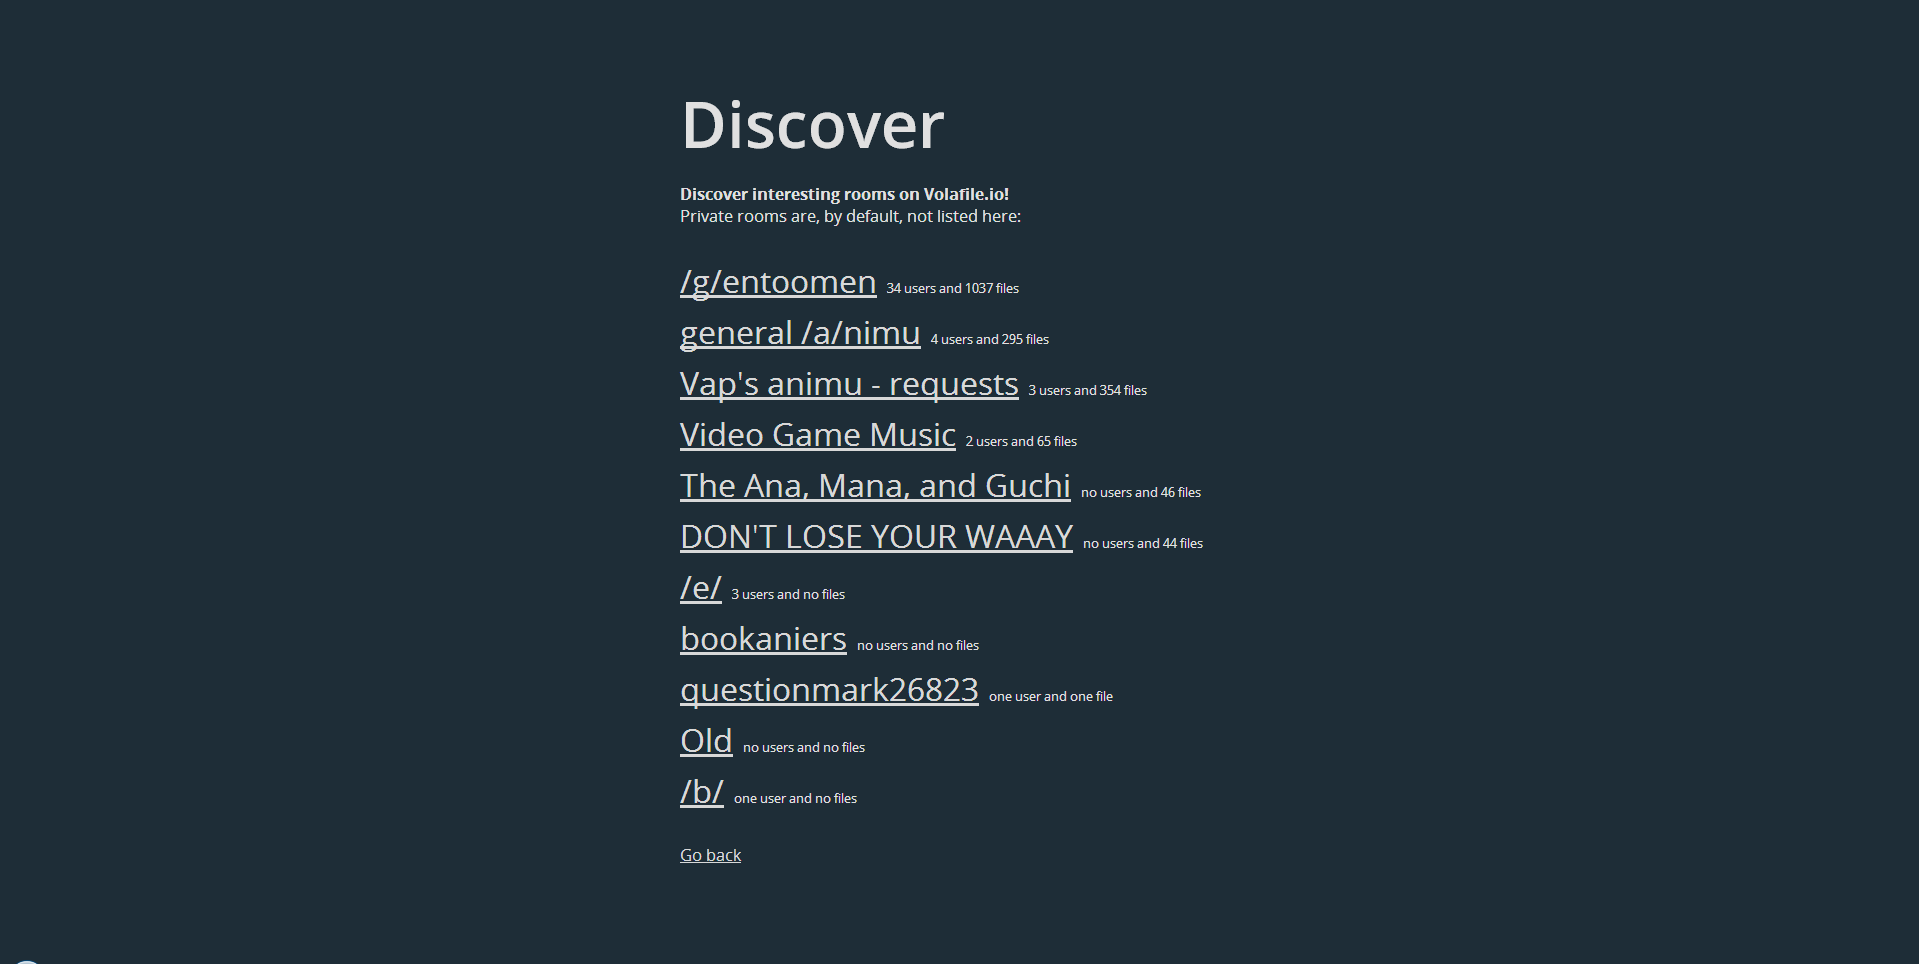 Discover
Discover interesting rooms on Volafile.io!
Private rooms are, by default, not listed here:
/g/entoomen 34 users and 1037 files
general /a/nimu 4 users and 295 files
Vap's animu - requests 3 users and 354 files
Video Game Music 2 users and 65 files
The Ana, Mana, and Guchi no users and 46 files
DON'T LOSE YOUR WAAAY no users and 44 files
/e/ 3 users and no files
bookaniers no users and no files
questionmark26823 one user and one file
Old no users and no files
/b/ one user and no files
Go back